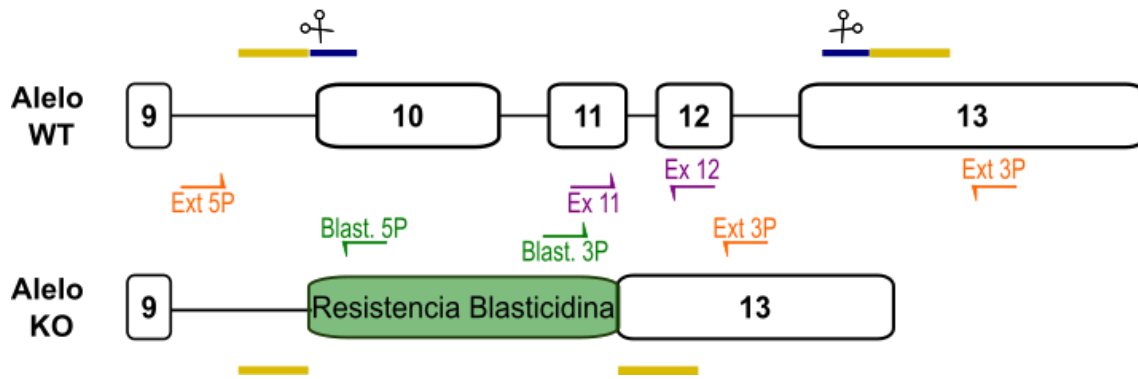 Alelo
WT
9
10
11
12
13
Ext 5P
Ex 11
Ex 12
Ext 3P
Blast. 5P
Blast. 3P
Ext 3P
Alelo
KO
9
Resistencia Blasticidina
13